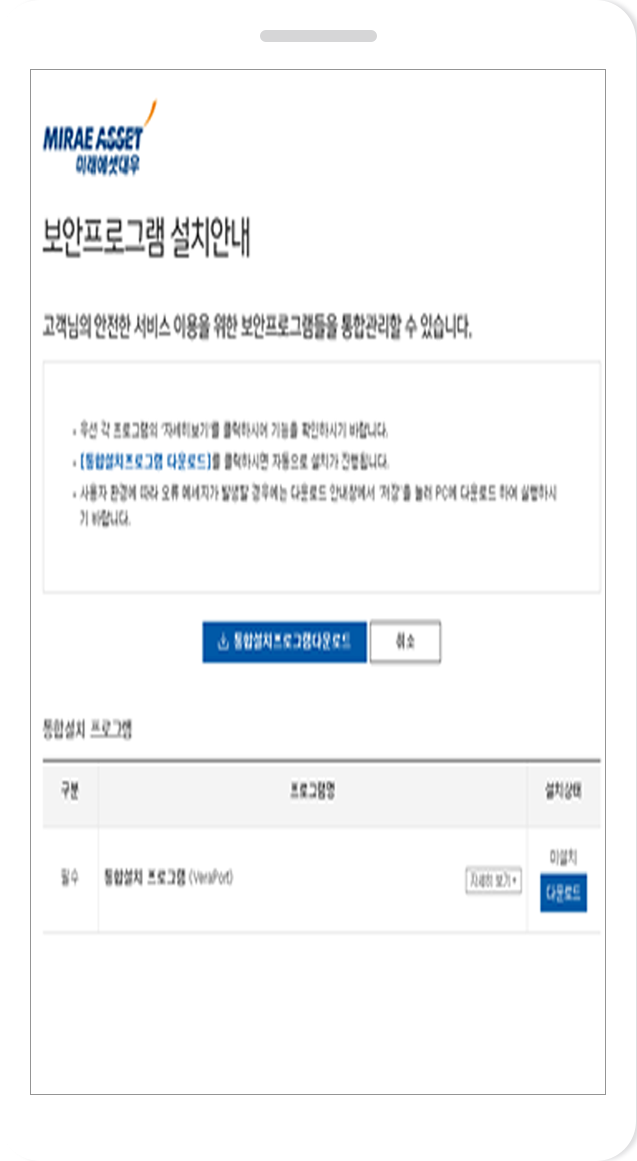 MIRAE ASSET
미래에셋대우
보안프로그램 설치안내
고객님의 안전한 서비스 이용을 위한 보안프로그램들을 통합관리할 수 있습니다.
우선 각 프로그램의 '자세히보기'를 클릭하시어 기능을 확인하시기 바랍니다.
[통합설치프로그램 다운로드]를 클릭하시면 자동으로 설치가 진행됩니다.
사용자 환경에 따라 오류 메세지가 발생할 경우에는 다운로드 안내창에서 '저장'을 눌러 PC에 다운로드 하여 실행하시
기 바랍니다.
통합설치프로그램다운로드 취소
통합설치 프로그램
구분 프로그램명 설치상태
필수 통합설치 프로그램 (VeraPort) 자세히 보기 미설치
다운로드